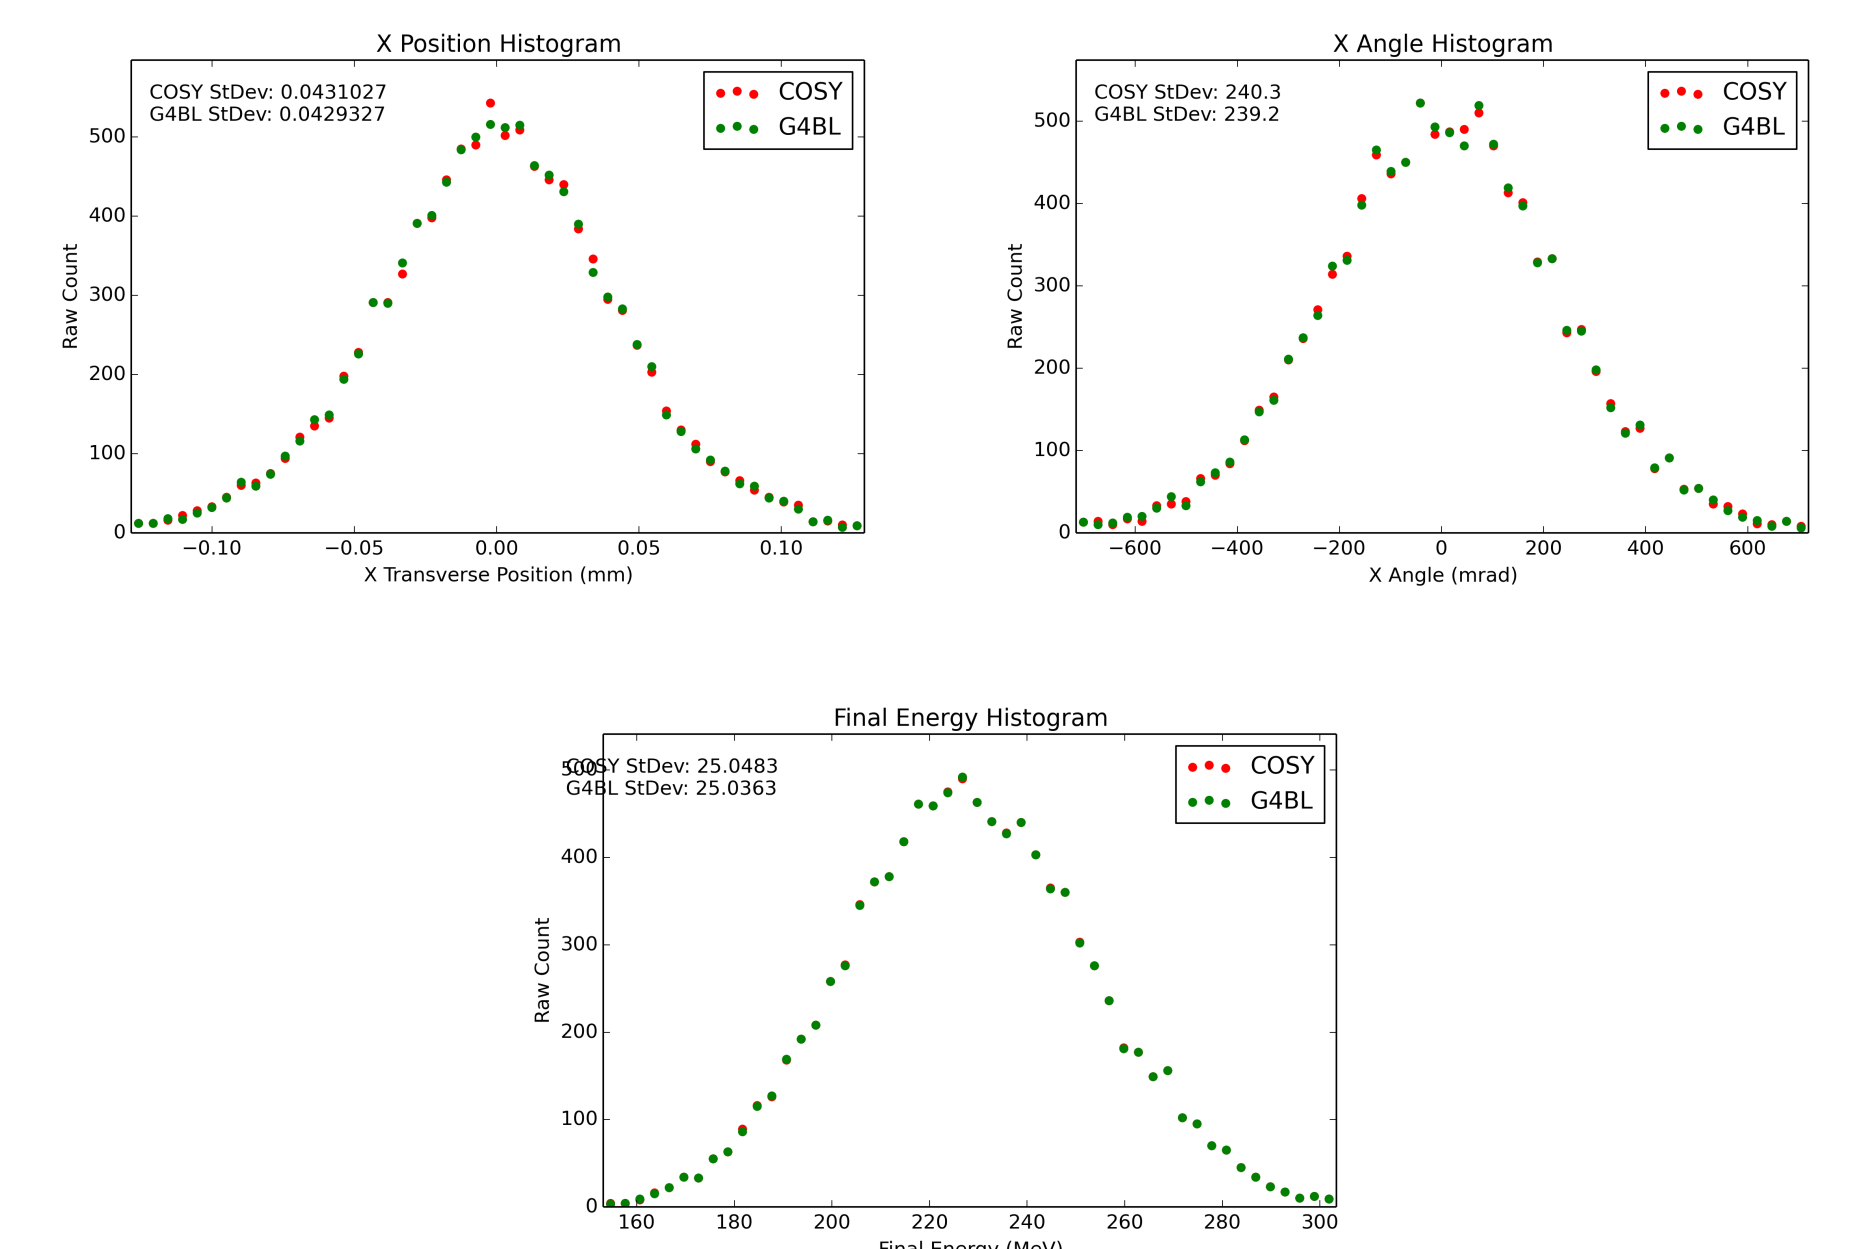 X Position Histogram
COSY StDev: 0.0431027
G4BL StDev: 0.0429327
COSY
G4BL
500
400
300
200
100
0
Raw Count
−0.10 −0.05 0.00 0.05 0.10
X Transverse Position (mm)
X Angle Histogram
COSY StDev: 240.3
G4BL StDev: 239.2
COSY
G4BL
500
400
300
200
100
0
Raw Count
−600 −400 −200 0 200 400 600
X Angle (mrad)
Final Energy Histogram
COSY StDev: 25.0483
G4BL StDev: 25.0363
COSY
G4BL
500
400
300
200
100
0
Raw Count
160 180 200 220 240 260 280 300
Final Energy (MeV)